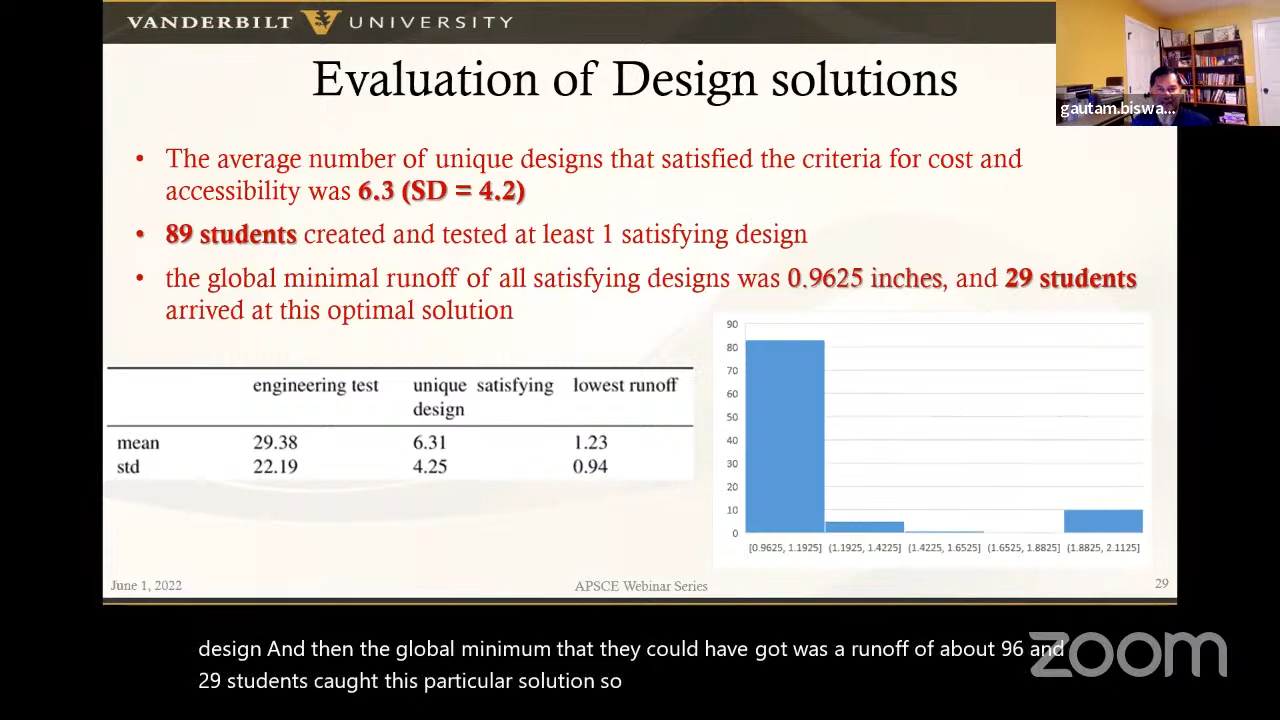 VANDERBILT UNIVERSITY
Evaluation of Design solutions
gautam.biswa...
• The average number of unique designs that satisfied the criteria for cost and
accessibility was 6.3 (SD = 4.2)
• 89 students created and tested at least 1 satisfying design
• the global minimal runoff of all satisfying designs was 0.9625 inches, and 29 students
arrived at this optimal solution
engineering test unique satisfying lowest runoff
design
mean 29.38 6.31 1.23
std 22.19 4.25 0.94
90
80
70
60
50
40
30
20
10
0
[0.9625, 1.1925] (1.1925, 1.4225] (1.4225, 1.6525] (1.6525, 1.8825] (1.8825, 2.1125]
June 1, 2022 APSCE Webinar Series 29
design And then the global minimum that they could have got was a runoff of about 96 and
29 students caught this particular solution so
zoom